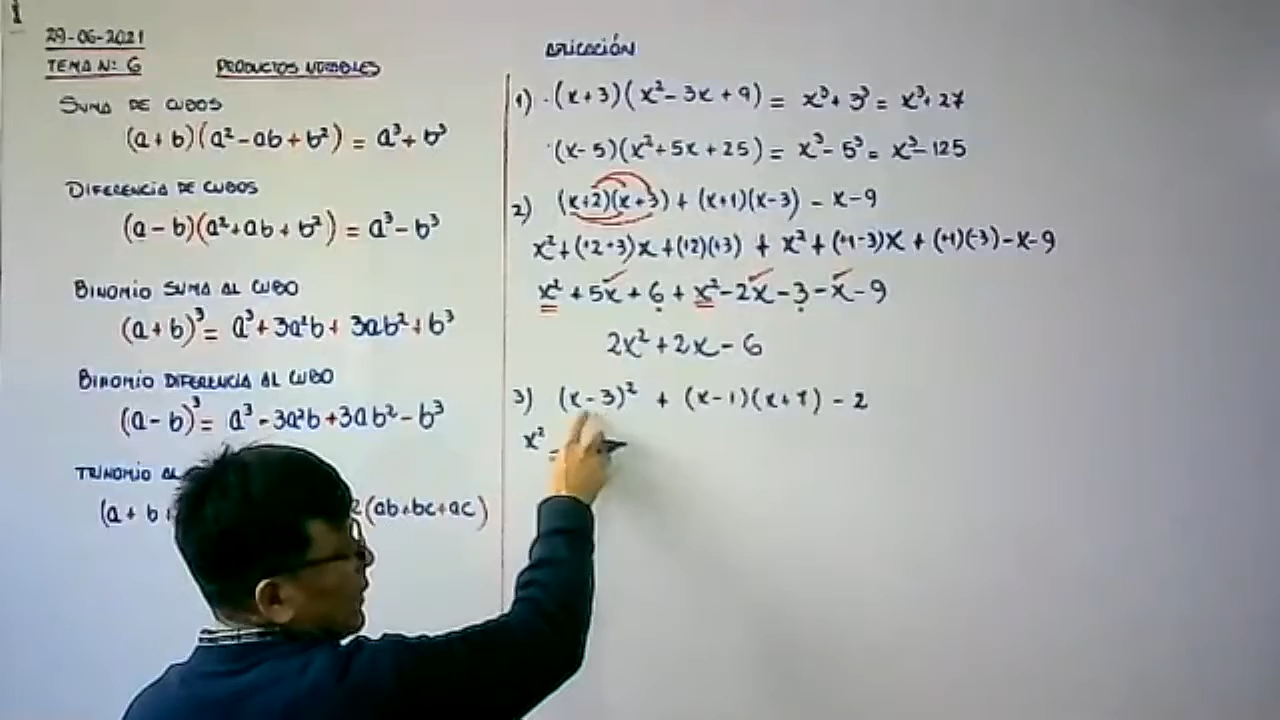 29-06-2021
TEMA Nº 6 PRODUCTOS NOTABLES
SUMA DE CUBOS
(a + b)(a² - ab + b²) = a³ + b³
DIFERENCIA DE CUBOS
(a - b)(a² + ab + b²) = a³ - b³
BINOMIO SUMA AL CUBO
(a + b)³ = a³ + 3a²b + 3ab² + b³
BINOMIO DIFERENCIA AL CUBO
(a - b)³ = a³ - 3a²b + 3ab² - b³
TRINOMIO AL
(a + b + 2(ab+bc+ac)
APLICACIÓN
1) · (x + 3)(x² - 3x + 9) = x³ + 3³ = x³ + 27
· (x - 5)(x² + 5x + 25) = x³ - 5³ = x³ - 125
2) (x+2)(x+3) + (x+1)(x-3) - x - 9
x² + (+2+3)x + (+2)(+3) + x² + (+1-3)x + (+1)(-3) - x - 9
x² + 5x + 6 + x² - 2x - 3 - x - 9
2x² + 2x - 6
3) (x - 3)² + (x - 1)(x + 1) - 2
x² -